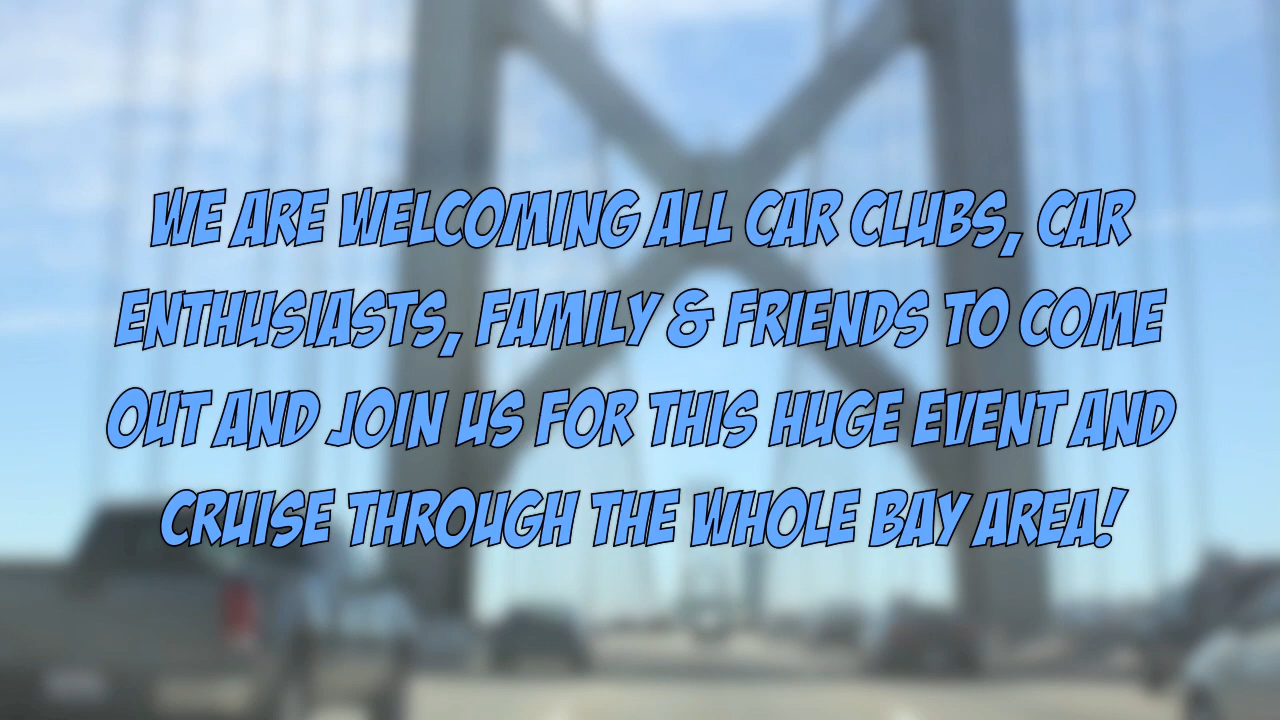 WE ARE WELCOMING ALL CAR CLUBS, CAR
ENTHUSIASTS, FAMILY & FRIENDS TO COME
OUT AND JOIN US FOR THIS HUGE EVENT AND
CRUISE THROUGH THE WHOLE BAY AREA!